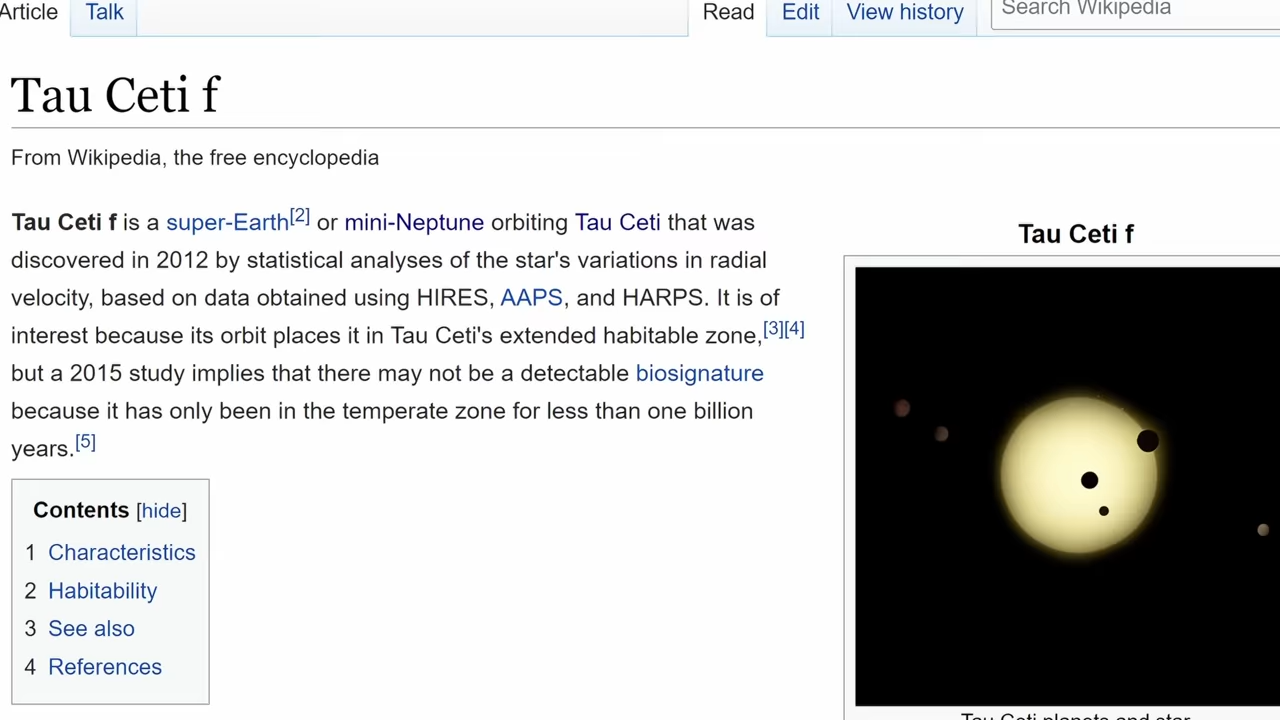 Article Talk Read Edit View history Search Wikipedia
Tau Ceti f
From Wikipedia, the free encyclopedia
Tau Ceti f is a super-Earth[2] or mini-Neptune orbiting Tau Ceti that was
discovered in 2012 by statistical analyses of the star's variations in radial
velocity, based on data obtained using HIRES, AAPS, and HARPS. It is of
interest because its orbit places it in Tau Ceti's extended habitable zone,[3][4]
but a 2015 study implies that there may not be a detectable biosignature
because it has only been in the temperate zone for less than one billion
years.[5]
Contents [hide]
1 Characteristics
2 Habitability
3 See also
4 References
Tau Ceti f
Tau Ceti planets and star